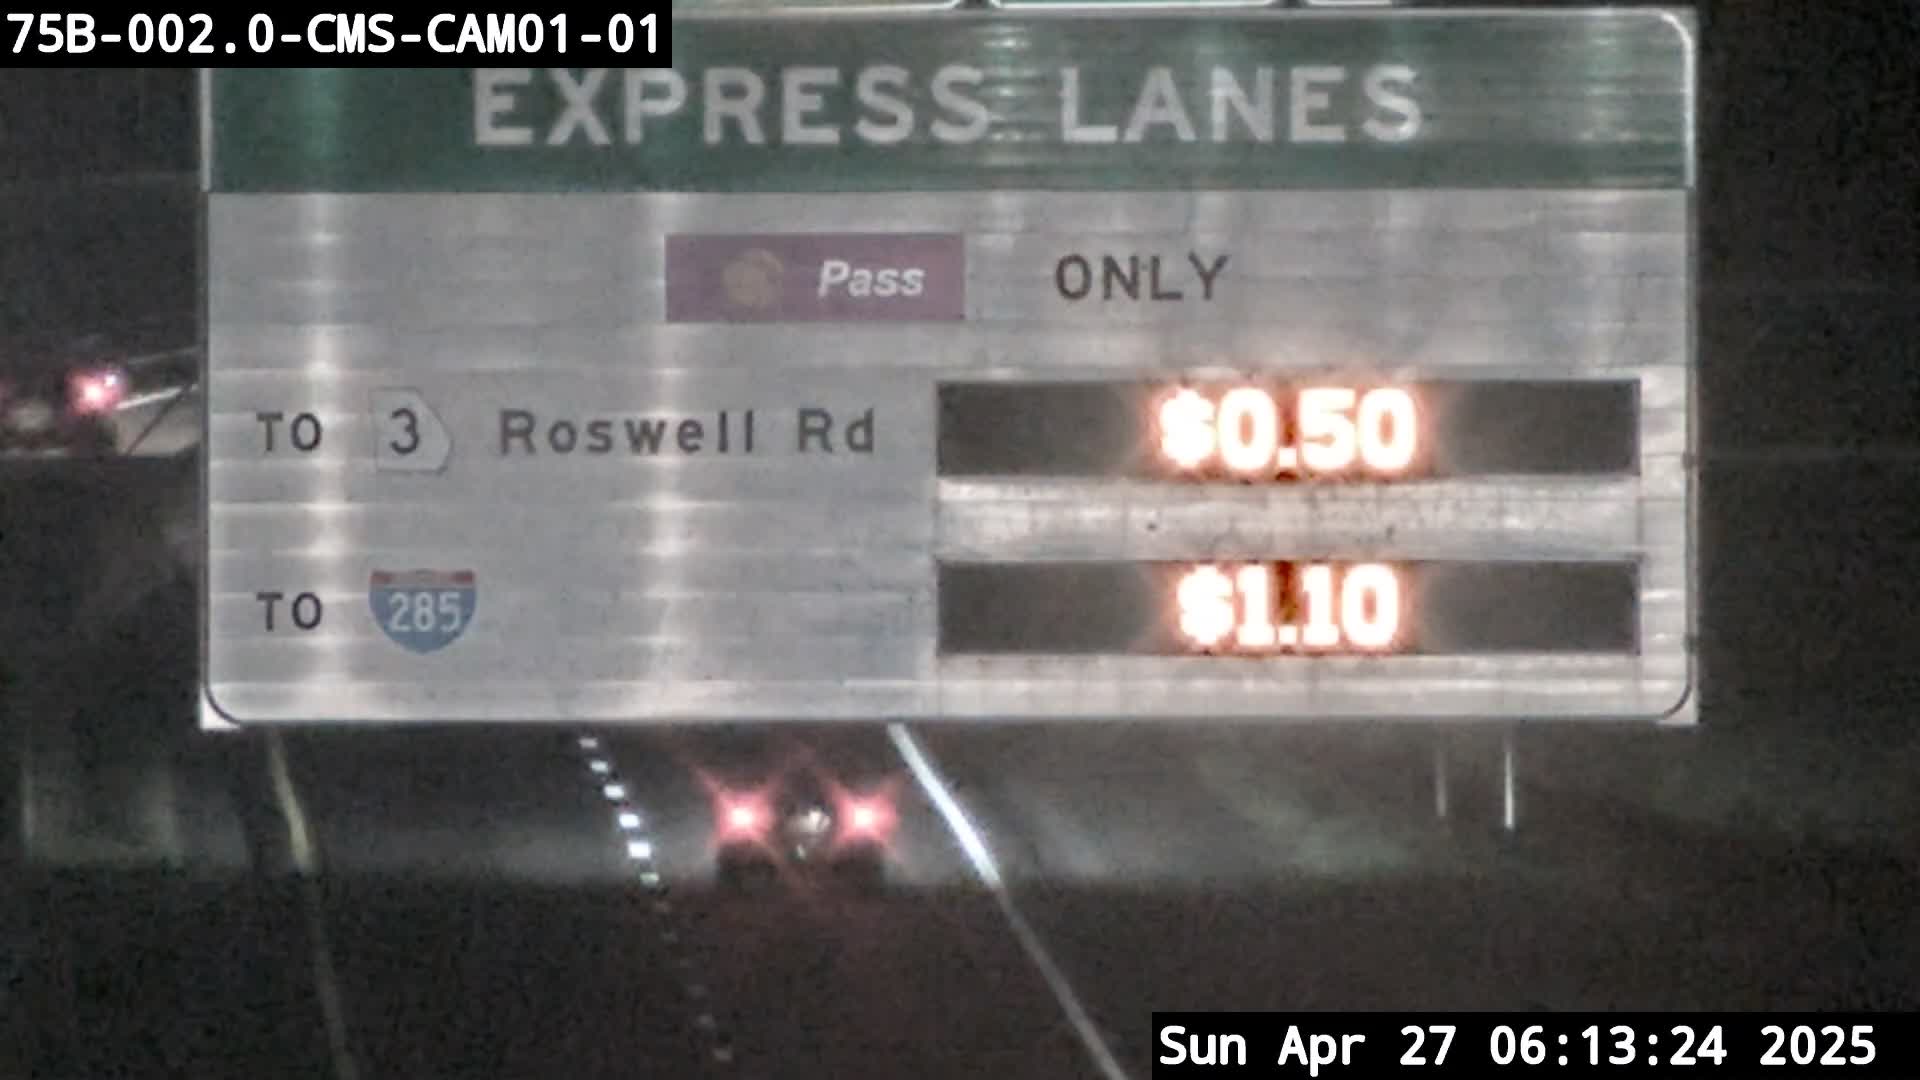 75B-002.0-CMS-CAM01-01
EXPRESS LANES
Pass ONLY
TO 3 Roswell Rd $0.50
TO 285 $1.10
Sun Apr 27 06:13:24 2025